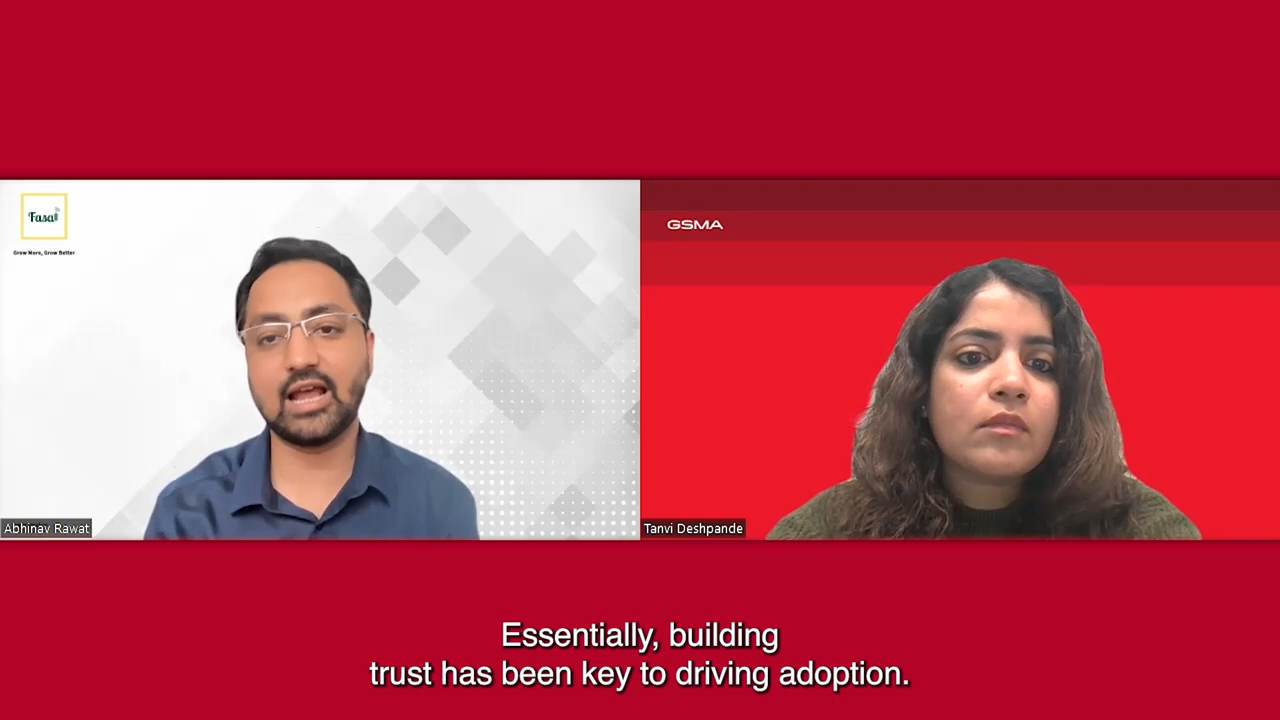 Fasal
Grow More, Grow Better
GSMA
Abhinav Rawat
Tanvi Deshpande
Essentially, building
trust has been key to driving adoption.